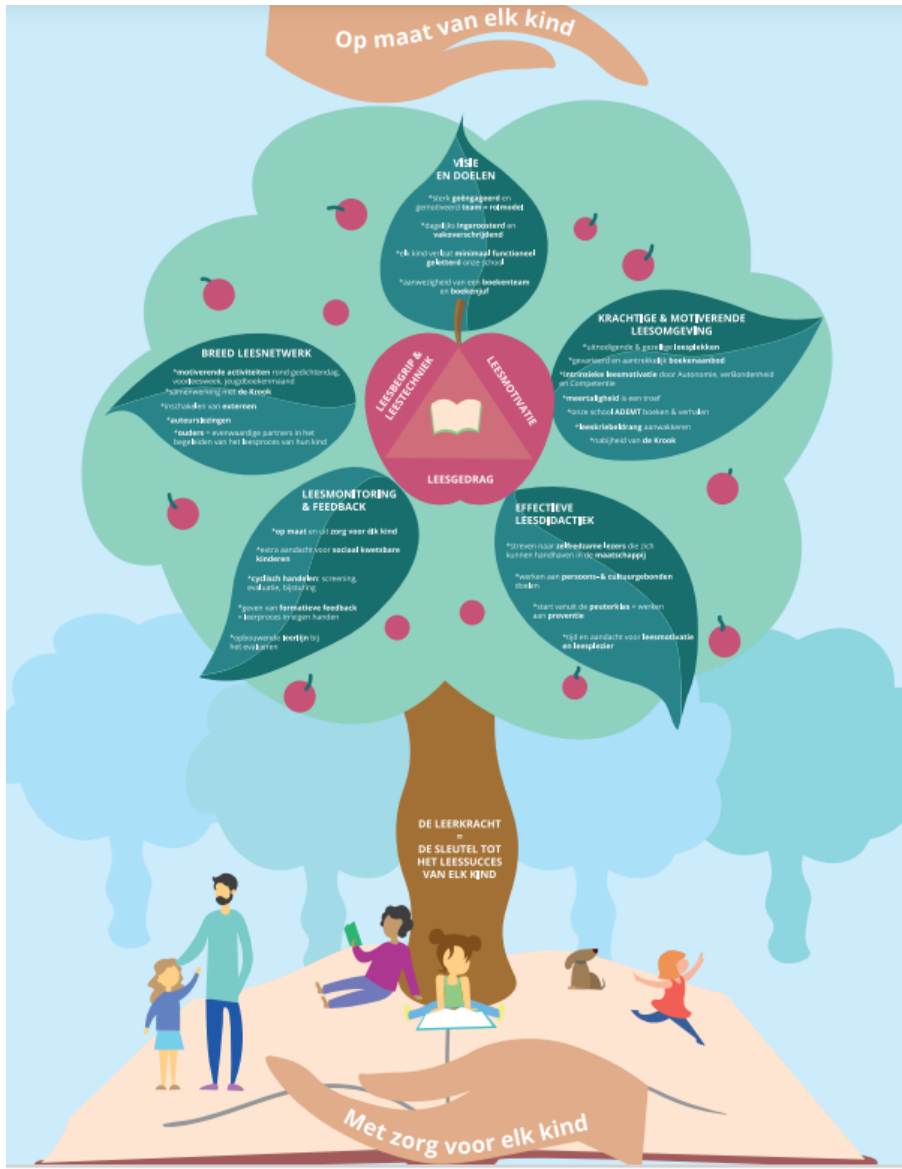 Op maat van elk kind
VISIE
EN DOELEN
*sterk geëngageerd en
gemotiveerd team = rolmodel
*dagelijks ingeroosterd en
vakoverschrijdend
*elk kind verlaat minimaal functioneel
geletterd onze school
*aanwezigheid van een boekenteam
en boekenjuf
KRACHTIGE & MOTIVERENDE
LEESOMGEVING
*uitnodigende & gezellige leesplekken
*gevarieerd en aantrekkelijk boekenaanbod
*intrinsieke leesmotivatie door Autonomie, verBondenheid
en Competentie
*meertaligheid is een troef
*onze school ADEMT boeken & verhalen
*leeskriebeldrang aanwakkeren
*nabijheid van de Krook
BREED LEESNETWERK
*motiverende activiteiten rond gedichtendag,
voorleesweek, jeugdboekenmaand
*samenwerking met de Krook
*inschakelen van externen
*auteurslezingen
*ouders = evenwaardige partners in het
begeleiden van het leesproces van hun kind
LEESBEGRIP &
LEESTECHNIEK
LEESMOTIVATIE
LEESGEDRAG
LEESMONITORING
& FEEDBACK
*op maat en uit zorg voor élk kind
*extra aandacht voor sociaal kwetsbare
kinderen
*cyclisch handelen: screening,
evaluatie, bijsturing
*geven van formatieve feedback
= leerproces in eigen handen
*opbouwende leerlijn bij
het evalueren
EFFECTIEVE
LEESDIDACTIEK
*streven naar zelfredzame lezers die zich
kunnen handhaven in de maatschappij
*werken aan persoons-& cultuurgebonden
doelen
*start vanuit de peuterklas = werken
aan preventie
*tijd en aandacht voor leesmotivatie
en leesplezier
DE LEERKRACHT
=
DE SLEUTEL TOT
HET LEESSUCCES
VAN ELK KIND
Met zorg voor elk kind